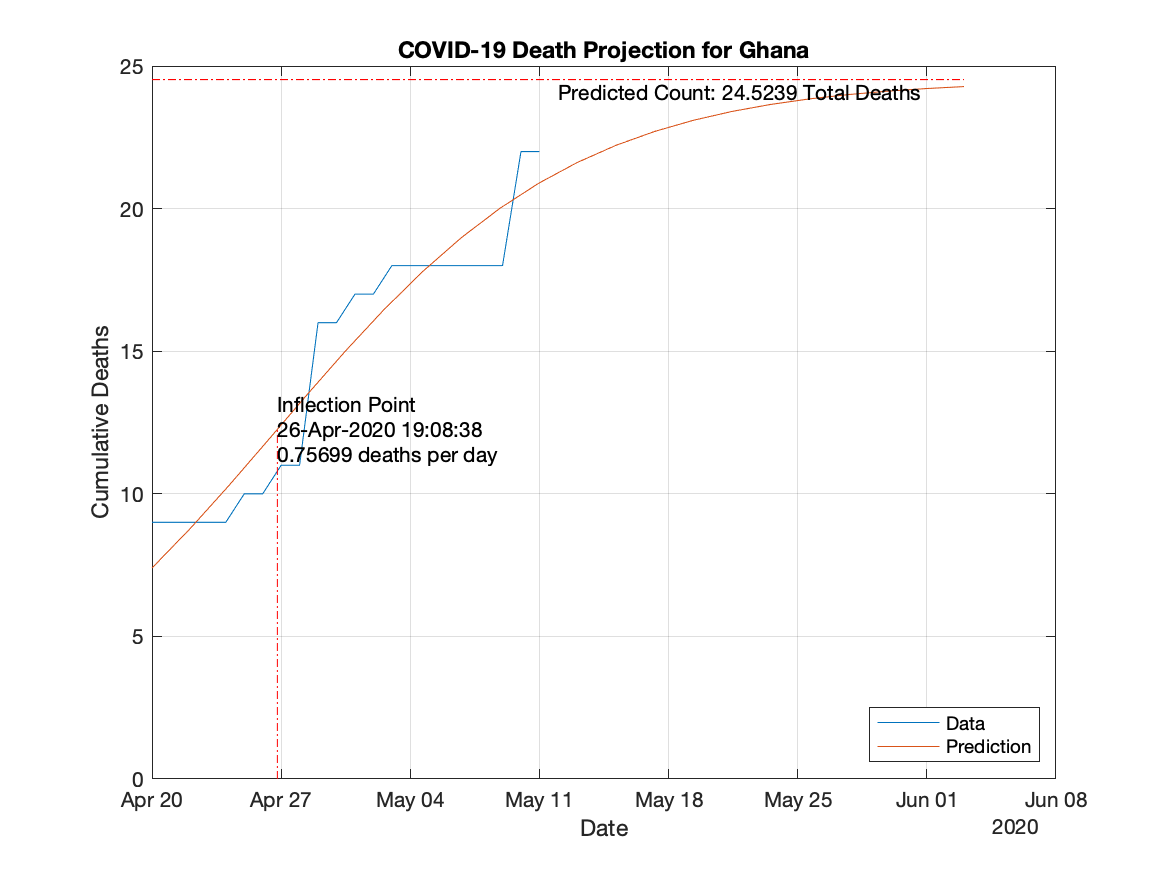 COVID-19 Death Projection for Ghana
25
Predicted Count: 24.5239 Total Deaths
20
15
Inflection Point
26-Apr-2020 19:08:38
0.75699 deaths per day
10
5
0
Cumulative Deaths
Data
Prediction
Apr 20 Apr 27 May 04 May 11 May 18 May 25 Jun 01 Jun 08
Date
2020